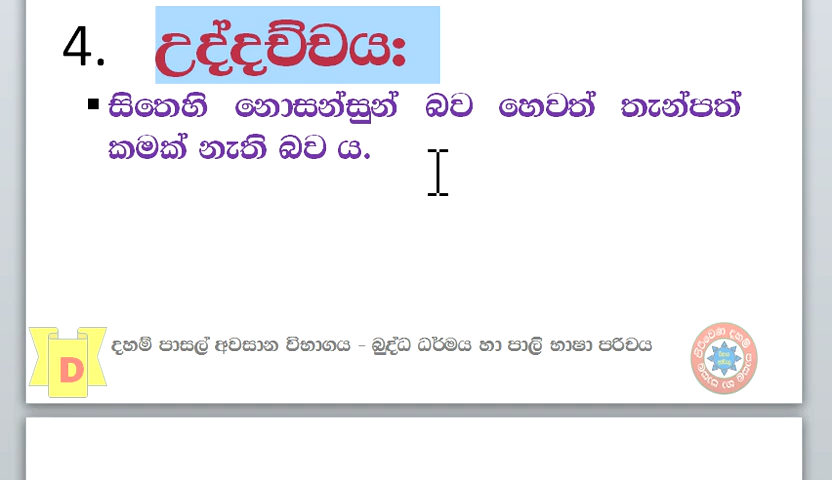 4. උද්දච්චය:
▪ සිතෙහි නොසන්සුන් බව හෙවත් තැන්පත්
කමක් නැති බව ය.
D
දහම් පාසල් අවසාන විභාගය - බුද්ධ ධර්මය හා පාලි භාෂා පරිචය